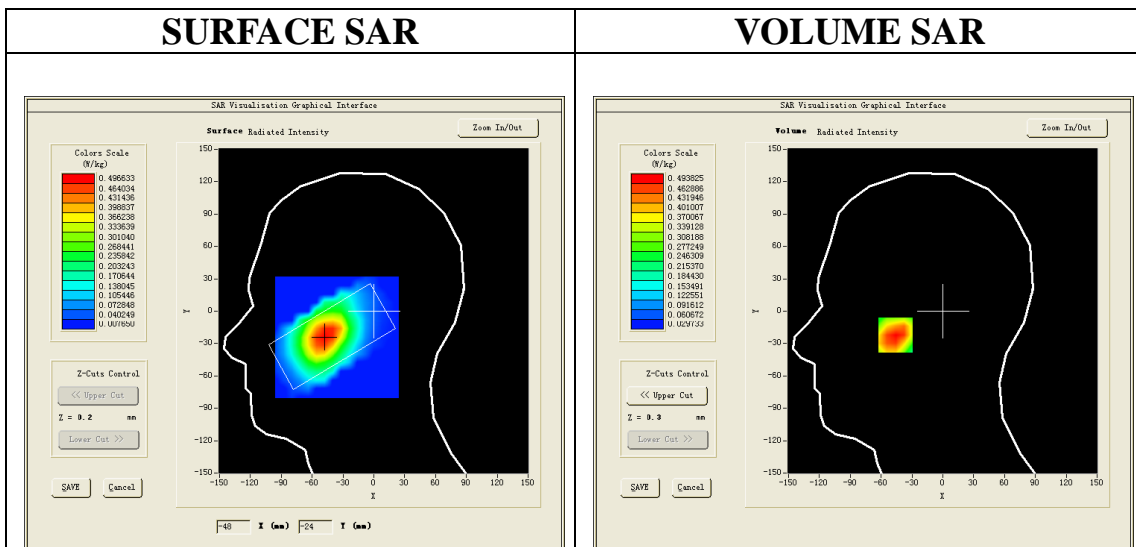 SURFACE SAR
VOLUME SAR
SAR Visualisation Graphical Interface
Surface Radiated Intensity
Zoom In/Out
Colors Scale
(W/kg)
0.496633
0.464034
0.431436
0.398837
0.366238
0.333639
0.301040
0.268441
0.235842
0.203243
0.170644
0.138045
0.105446
0.072848
0.040249
0.007650
150
120
90
60
30
0
-30
-60
-90
-120
-150
Y
-150 -120 -90 -60 -30 0 30 60 90 120 150
X
Z-Cuts Control
<< Upper Cut
Z = 0.2 mm
Lower Cut >>
SAVE Cancel
-48 X (mm) -24 Y (mm)
SAR Visualisation Graphical Interface
Volume Radiated Intensity
Zoom In/Out
Colors Scale
(W/kg)
0.493825
0.462886
0.431946
0.401007
0.370067
0.339128
0.308188
0.277249
0.246309
0.215370
0.184430
0.153491
0.122551
0.091612
0.060672
0.029733
150
120
90
60
30
0
-30
-60
-90
-120
-150
Y
-150 -120 -90 -60 -30 0 30 60 90 120 150
X
Z-Cuts Control
<< Upper Cut
Z = 0.3 mm
Lower Cut >>
SAVE Cancel